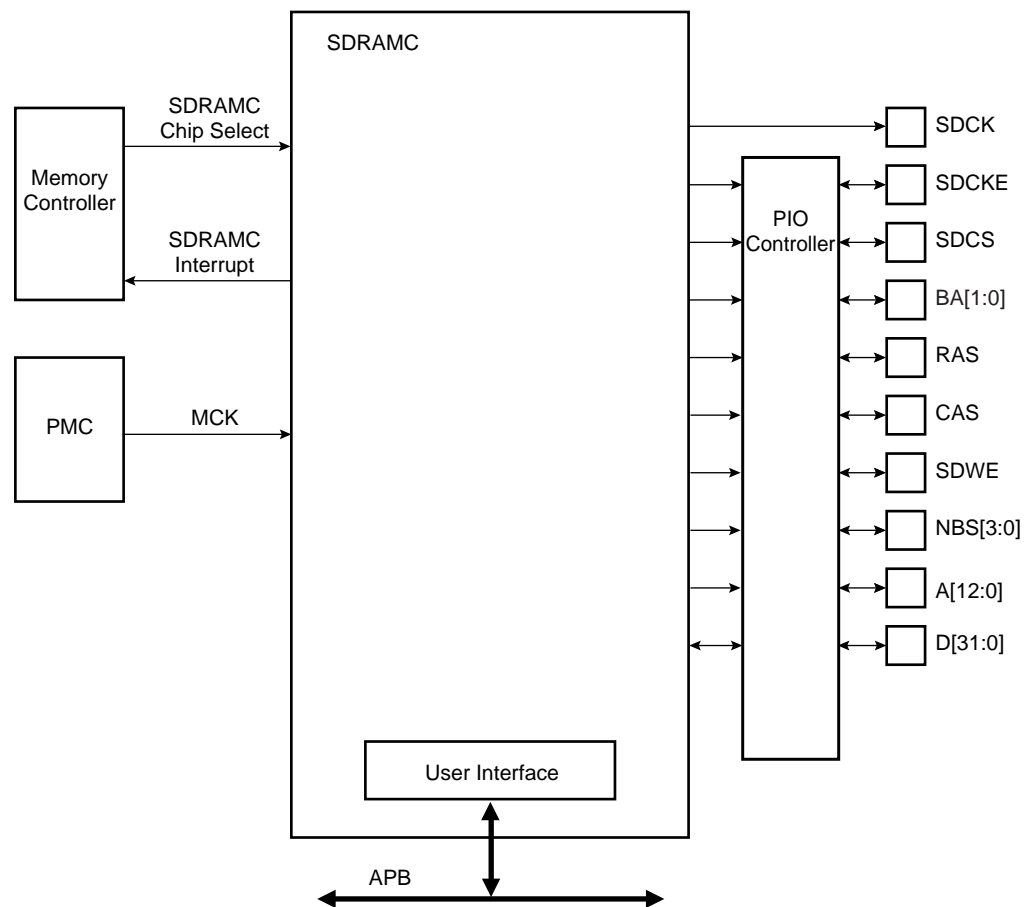 SDRAMC
SDRAMC
Chip Select
Memory
Controller
SDRAMC
Interrupt
PMC
MCK
PIO
Controller
SDCK
SDCKE
SDCS
BA[1:0]
RAS
CAS
SDWE
NBS[3:0]
A[12:0]
D[31:0]
User Interface
APB